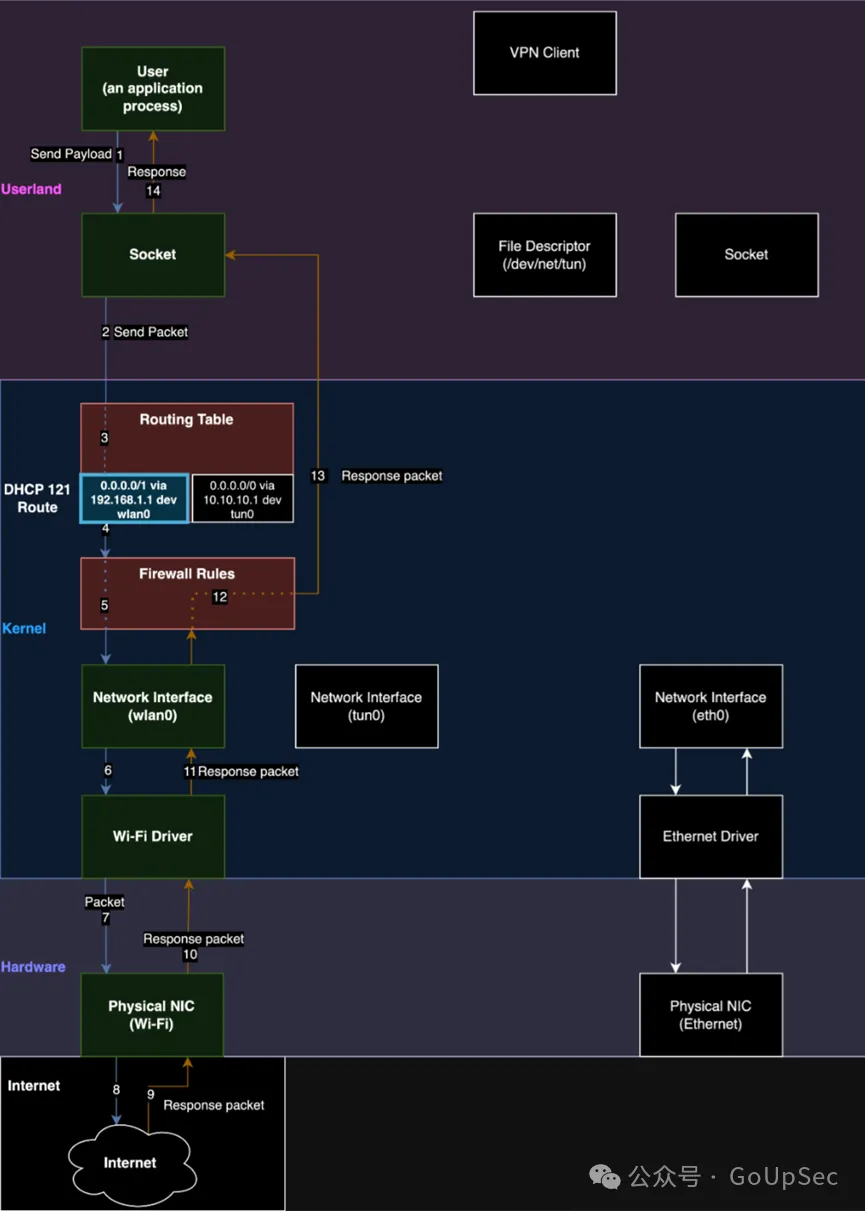 VPN Client
User
(an application
process)
Send Payload
1
Response
14
Userland
Socket
File Descriptor
(/dev/net/tun)
Socket
2
Send Packet
Routing Table
3
DHCP 121
Route
0.0.0.0/1 via
192.168.1.1 dev
wlan0
0.0.0.0/0 via
10.10.10.1 dev
tun0
13
Response packet
4
Firewall Rules
5
12
Kernel
Network Interface
(wlan0)
Network Interface
(tun0)
Network Interface
(eth0)
6
11
Response packet
Wi-Fi Driver
Ethernet Driver
Packet
7
Response packet
10
Hardware
Physical NIC
(Wi-Fi)
Physical NIC
(Ethernet)
Internet
8
9
Response packet
Internet
公众号 · GoUpSec